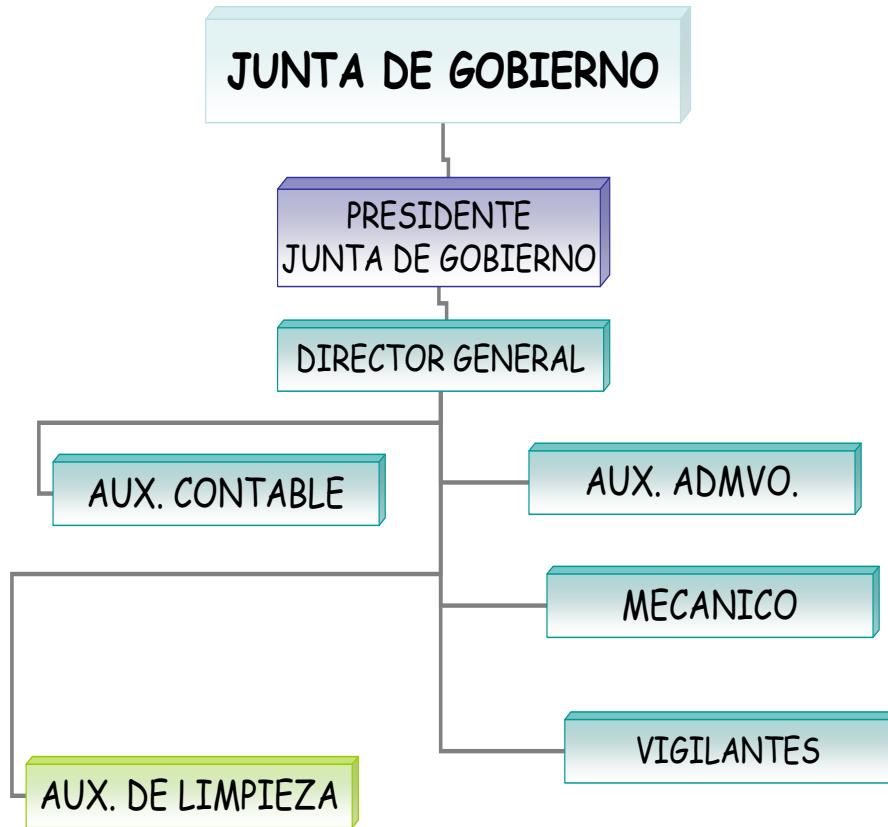 JUNTA DE GOBIERNO
PRESIDENTE
JUNTA DE GOBIERNO
DIRECTOR GENERAL
AUX. CONTABLE
AUX. ADMVO.
MECANICO
VIGILANTES
AUX. DE LIMPIEZA